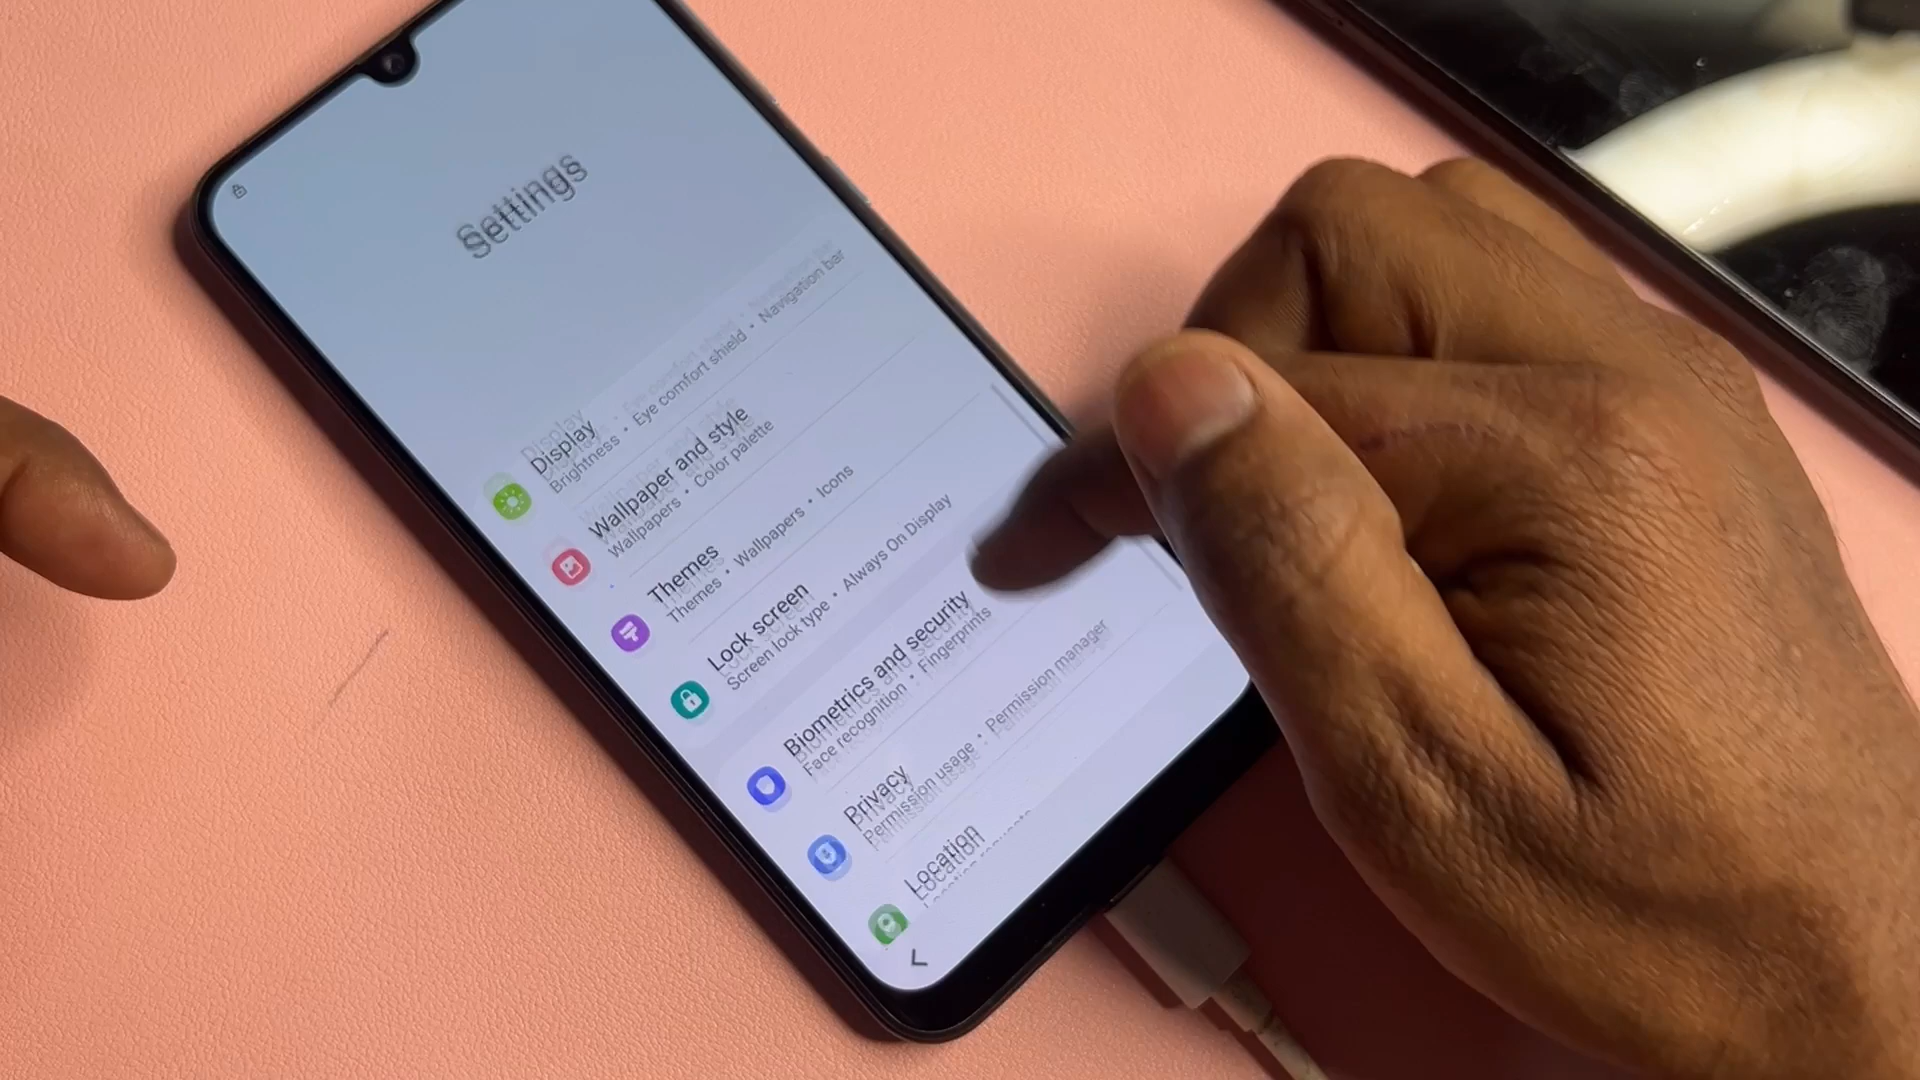 Settings
Display
Brightness • Eye comfort shield • Navigation bar
Wallpaper and style
Wallpapers • Color palette
Themes
Themes • Wallpapers • Icons
Lock screen
Screen lock type • Always On Display
Biometrics and security
Face recognition • Fingerprints
Privacy
Permission usage • Permission manager
Location
Location requests